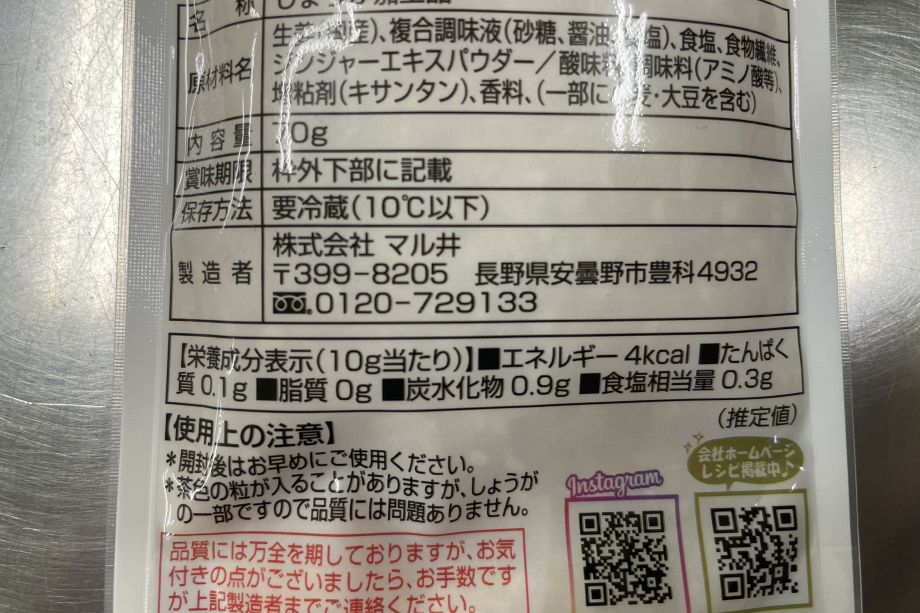 名称
原材料名 生姜(国産)、複合調味液(砂糖、醤油、食塩)、食塩、食物繊維、
ジンジャーエキスパウダー/酸味料、調味料(アミノ酸等)、
増粘剤(キサンタン)、香料、(一部に小麦・大豆を含む)
内容量 70g
賞味期限 枠外下部に記載
保存方法 要冷蔵(10℃以下)
製造者 株式会社 マル井
〒399-8205 長野県安曇野市豊科4932
0120-729133
【栄養成分表示(10g当たり)】■エネルギー 4kcal ■たんぱく
質 0.1g ■脂質 0g ■炭水化物 0.9g ■食塩相当量 0.3g
(推定値)
【使用上の注意】
*開封後はお早めにご使用ください。
*茶色の粒が入ることがありますが、しょうが
の一部ですので品質には問題ありません。
Instagram
会社ホームページ
レシピ掲載中♪
品質には万全を期しておりますが、お気
付きの点がございましたら、お手数です
が上記製造者までご連絡ください。